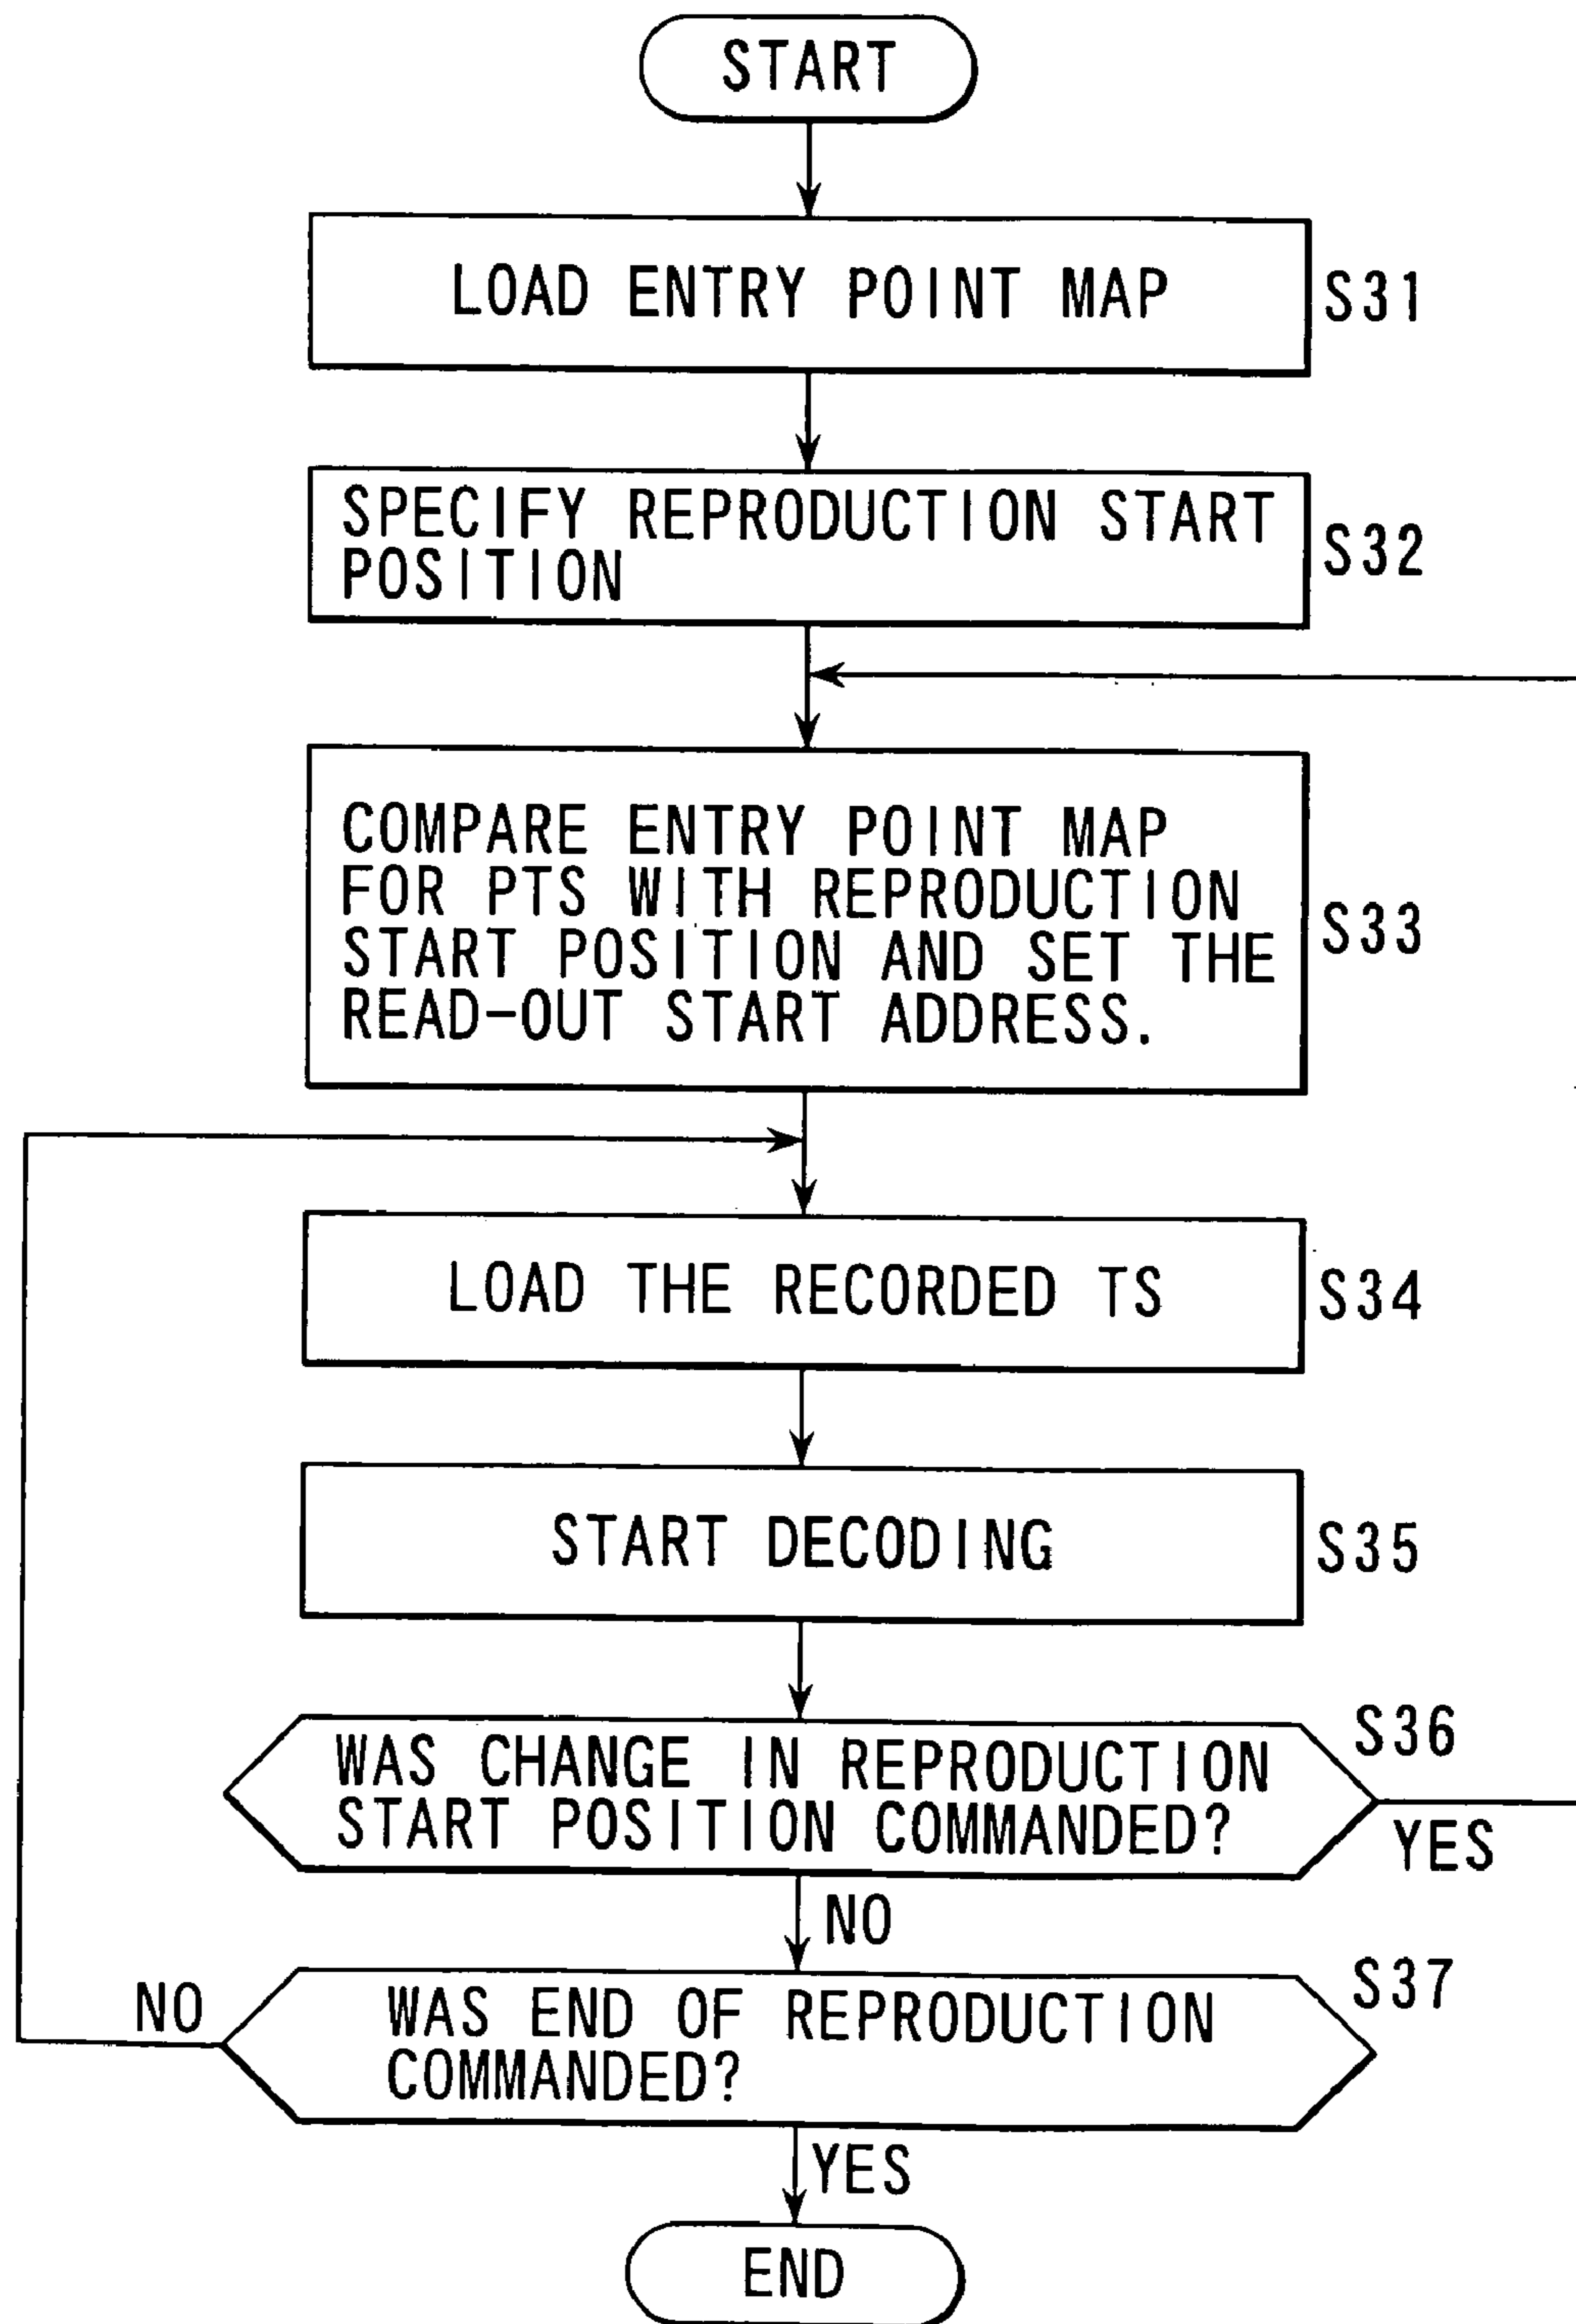 START
LOAD ENTRY POINT MAP
S31
SPECIFY REPRODUCTION START
POSITION
S32
COMPARE ENTRY POINT MAP
FOR PTS WITH REPRODUCTION
START POSITION AND SET THE
READ-OUT START ADDRESS.
S33
LOAD THE RECORDED TS
S34
START DECODING
S35
S36
WAS CHANGE IN REPRODUCTION
START POSITION COMMANDED?
YES
NO
S37
NO
WAS END OF REPRODUCTION
COMMANDED?
YES
END